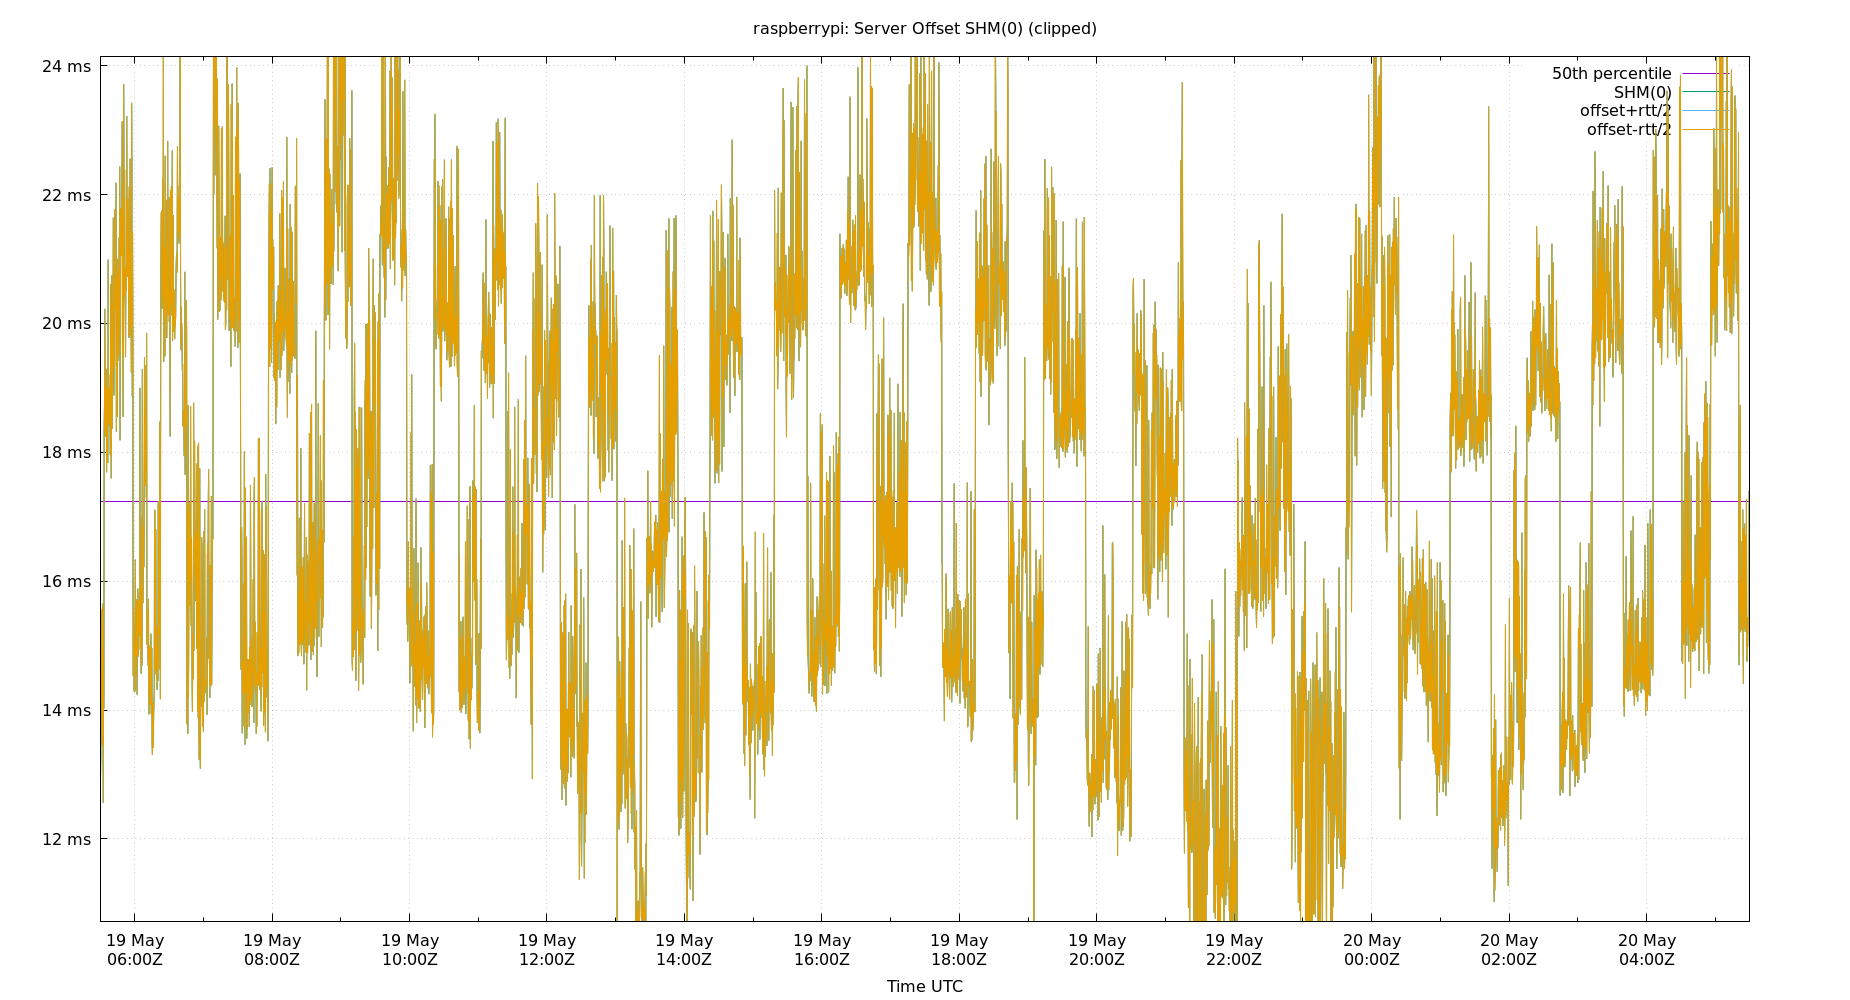 raspberrypi: Server Offset SHM(0) (clipped)
24 ms
22 ms
20 ms
18 ms
16 ms
14 ms
12 ms
50th percentile
SHM(0)
offset+rtt/2
offset-rtt/2
19 May 19 May 19 May 19 May 19 May 19 May 19 May 19 May 19 May 20 May 20 May 20 May
06:00Z 08:00Z 10:00Z 12:00Z 14:00Z 16:00Z 18:00Z 20:00Z 22:00Z 00:00Z 02:00Z 04:00Z
Time UTC